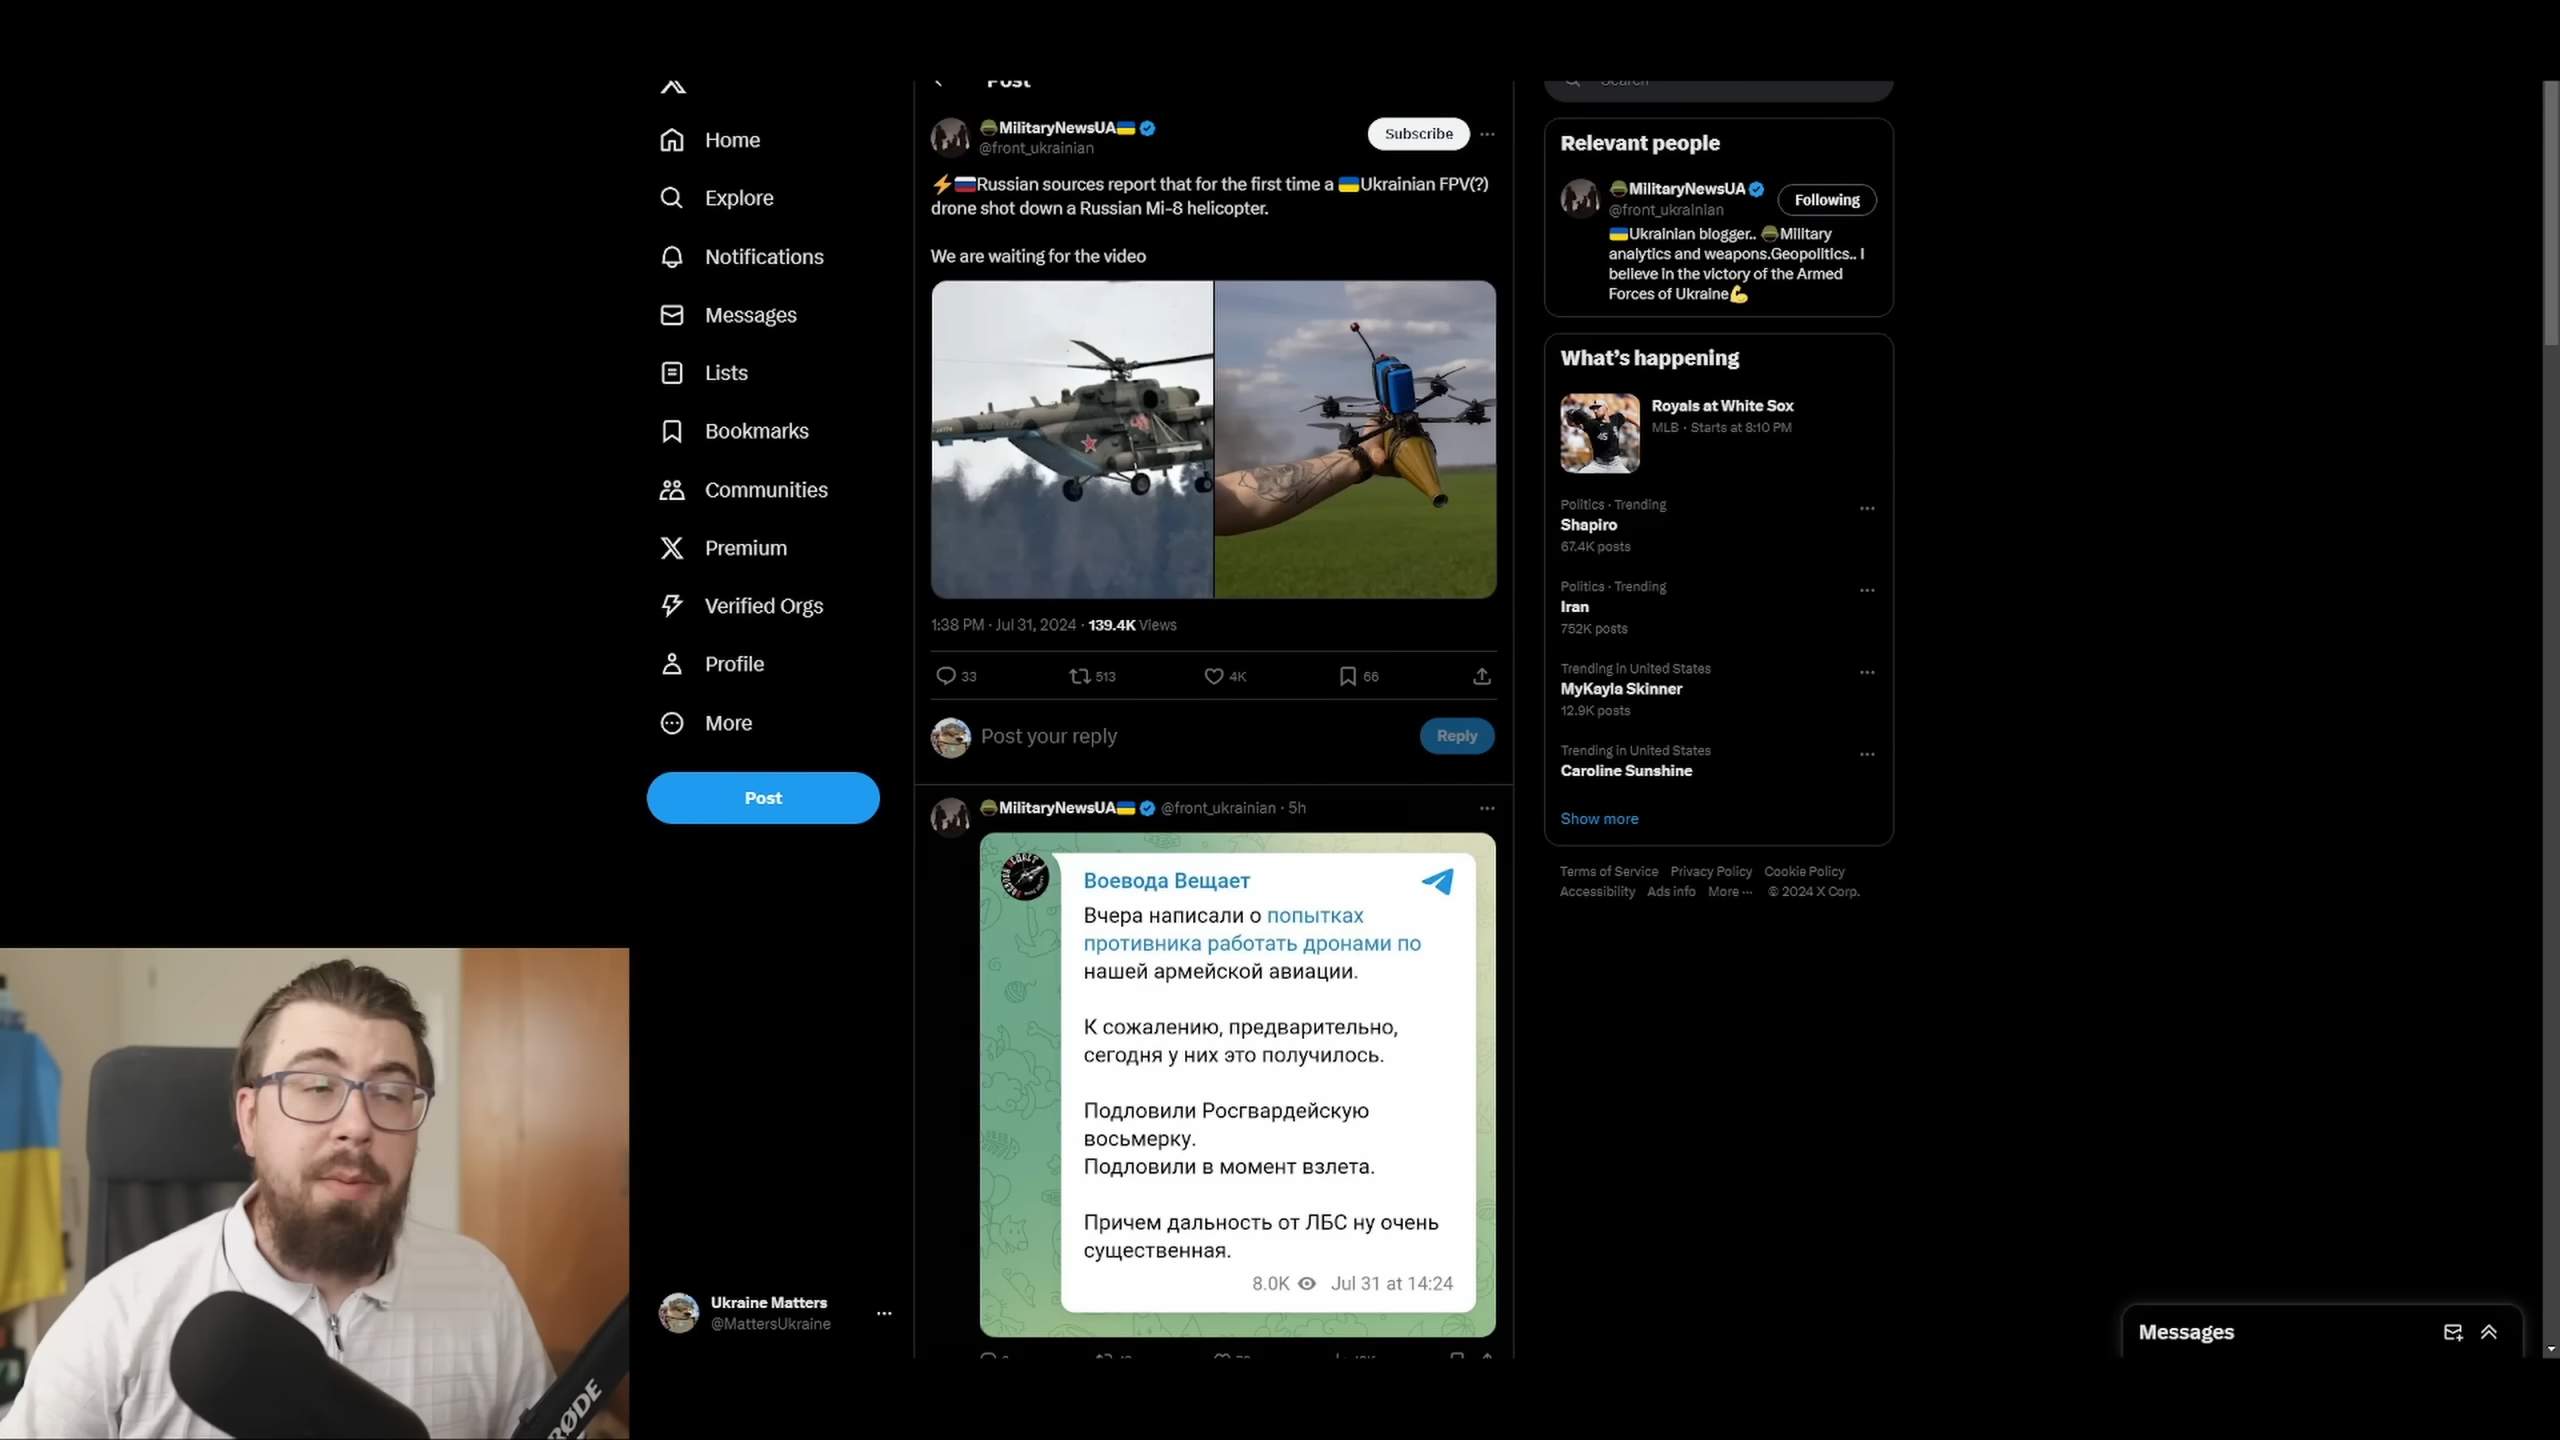 Post
Search
Home
Explore
Notifications
Messages
Lists
Bookmarks
Communities
Premium
Verified Orgs
Profile
More
Post
Ukraine Matters
@MattersUkraine
MilitaryNewsUA
@front_ukrainian
Subscribe
Russian sources report that for the first time a Ukrainian FPV(?)
drone shot down a Russian Mi-8 helicopter.
We are waiting for the video
1:38 PM · Jul 31, 2024 · 139.4K Views
33 513 4K 66
Post your reply
Reply
MilitaryNewsUA @front_ukrainian · 5h
Воевода Вещает
Вчера написали о попытках
противника работать дронами по
нашей армейской авиации.
К сожалению, предварительно,
сегодня у них это получилось.
Подловили Росгвардейскую
восьмерку.
Подловили в момент взлета.
Причем дальность от ЛБС ну очень
существенная.
8.0K Jul 31 at 14:24
Relevant people
MilitaryNewsUA
@front_ukrainian
Following
Ukrainian blogger.. Military
analytics and weapons.Geopolitics.. I
believe in the victory of the Armed
Forces of Ukraine
What's happening
Royals at White Sox
MLB · Starts at 8:10 PM
Politics · Trending
Shapiro
67.4K posts
Politics · Trending
Iran
752K posts
Trending in United States
MyKayla Skinner
12.9K posts
Trending in United States
Caroline Sunshine
Show more
Terms of Service Privacy Policy Cookie Policy
Accessibility Ads info More ··· © 2024 X Corp.
Messages
RØDE